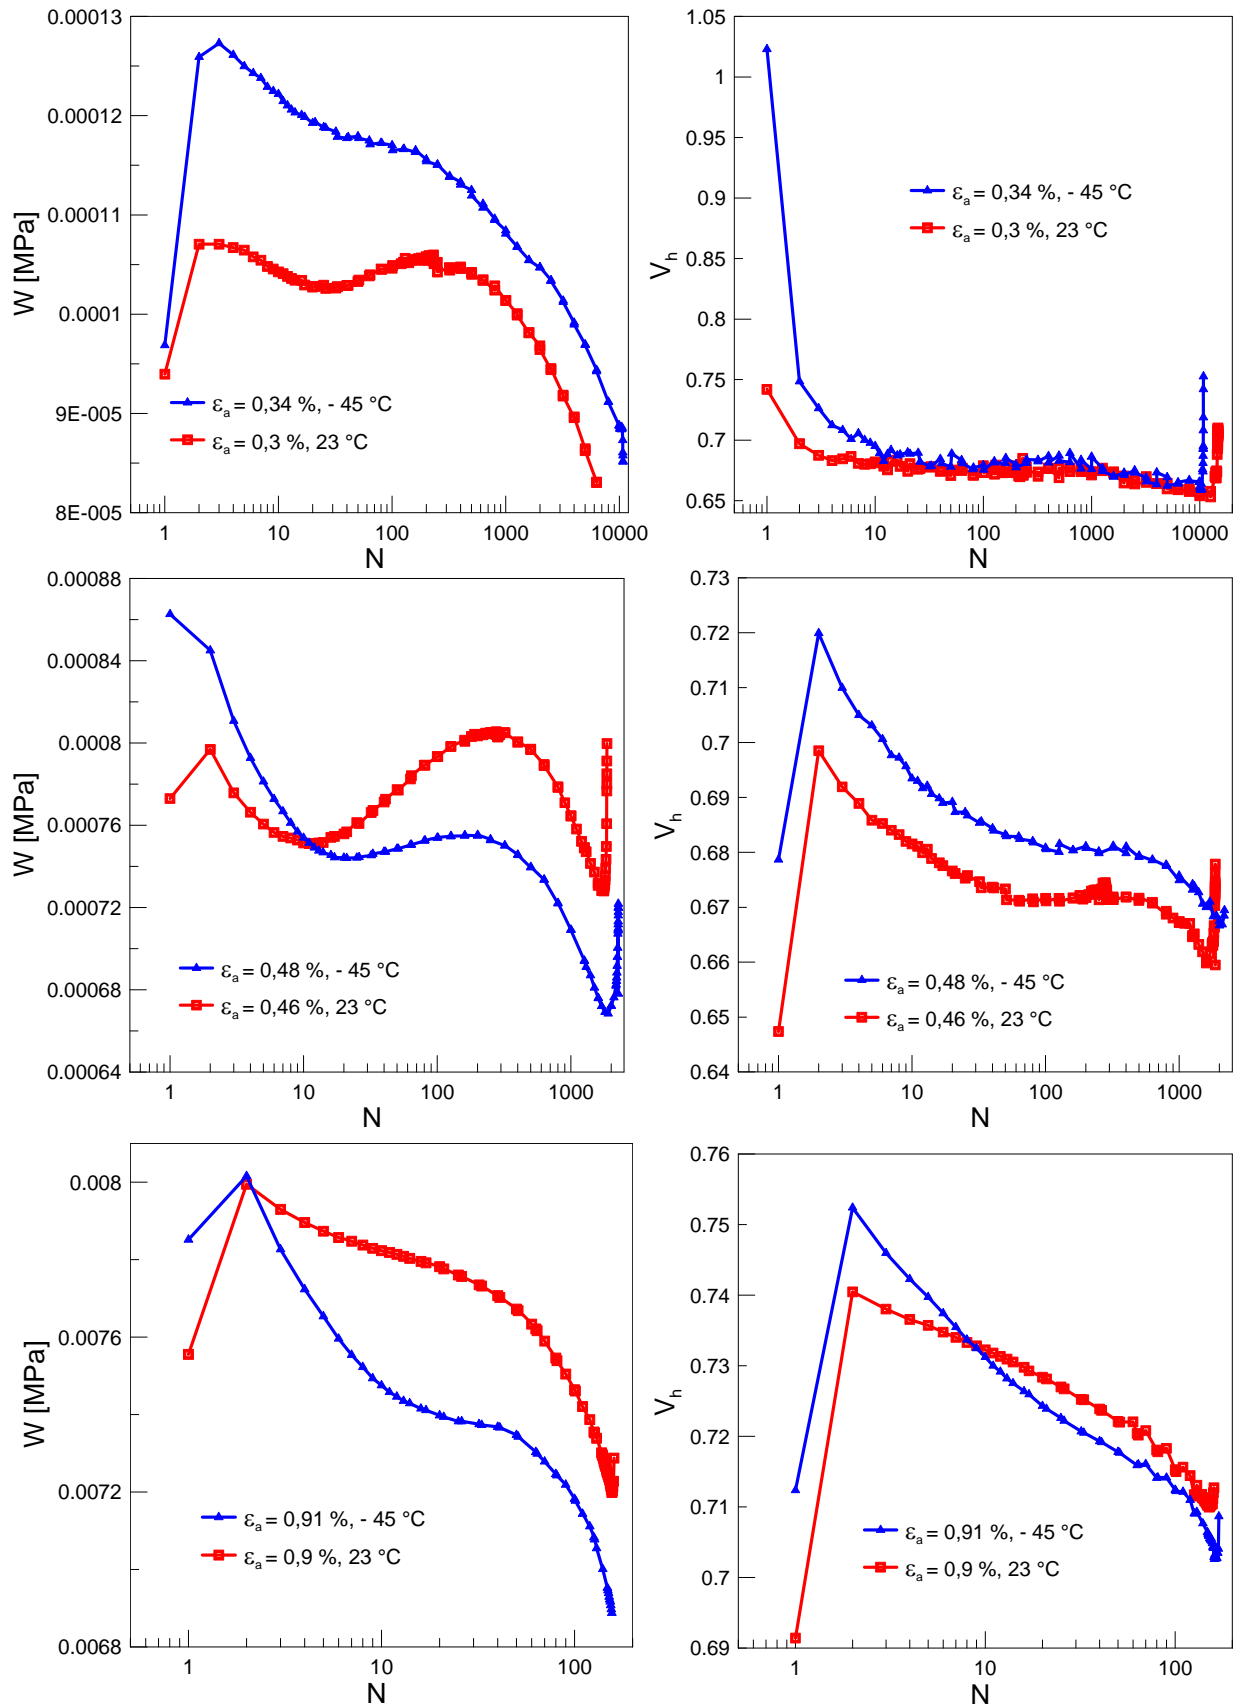 0.00013
0.00012
0.00011
0.0001
9E-005
8E-005
W [MPa]
εa = 0,34 %, - 45 °C
εa = 0,3 %, 23 °C
1 10 100 1000 10000
N
1.05
1
0.95
0.9
0.85
0.8
0.75
0.7
0.65
Vh
εa = 0,34 %, - 45 °C
εa = 0,3 %, 23 °C
1 10 100 1000 10000
N
0.00088
0.00084
0.0008
0.00076
0.00072
0.00068
0.00064
W [MPa]
εa = 0,48 %, - 45 °C
εa = 0,46 %, 23 °C
1 10 100 1000
N
0.73
0.72
0.71
0.7
0.69
0.68
0.67
0.66
0.65
0.64
Vh
εa = 0,48 %, - 45 °C
εa = 0,46 %, 23 °C
1 10 100 1000
N
0.008
0.0076
0.0072
0.0068
W [MPa]
εa = 0,91 %, - 45 °C
εa = 0,9 %, 23 °C
1 10 100
N
0.76
0.75
0.74
0.73
0.72
0.71
0.7
0.69
Vh
εa = 0,91 %, - 45 °C
εa = 0,9 %, 23 °C
1 10 100
N